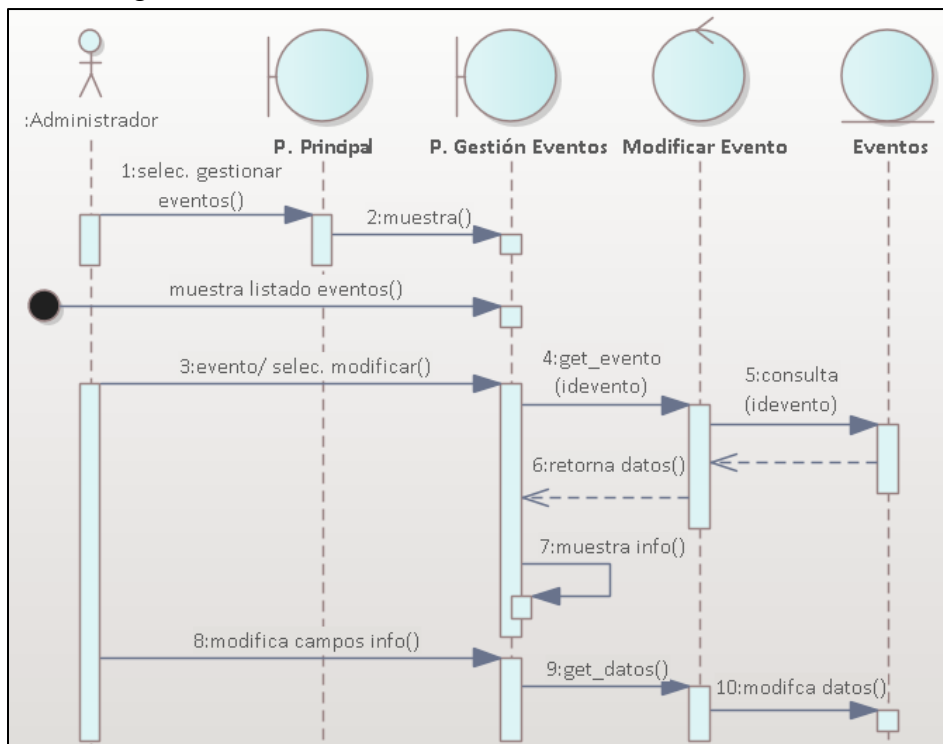 :Administrador
P. Principal
P. Gestión Eventos
Modificar Evento
Eventos
1:selec. gestionar
eventos()
2:muestra()
muestra listado eventos()
3:evento/ selec. modificar()
4:get_evento
(idevento)
5:consulta
(idevento)
6:retorna datos()
7:muestra info()
8:modifica campos info()
9:get_datos()
10:modifca datos()